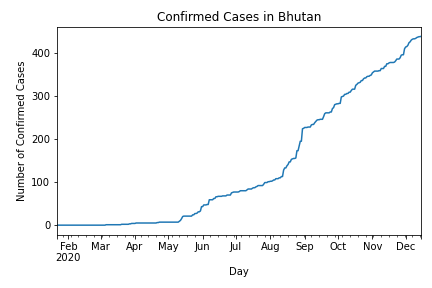 Confirmed Cases in Bhutan
Number of Confirmed Cases
400
300
200
100
0
Feb Mar Apr May Jun Jul Aug Sep Oct Nov Dec
2020
Day